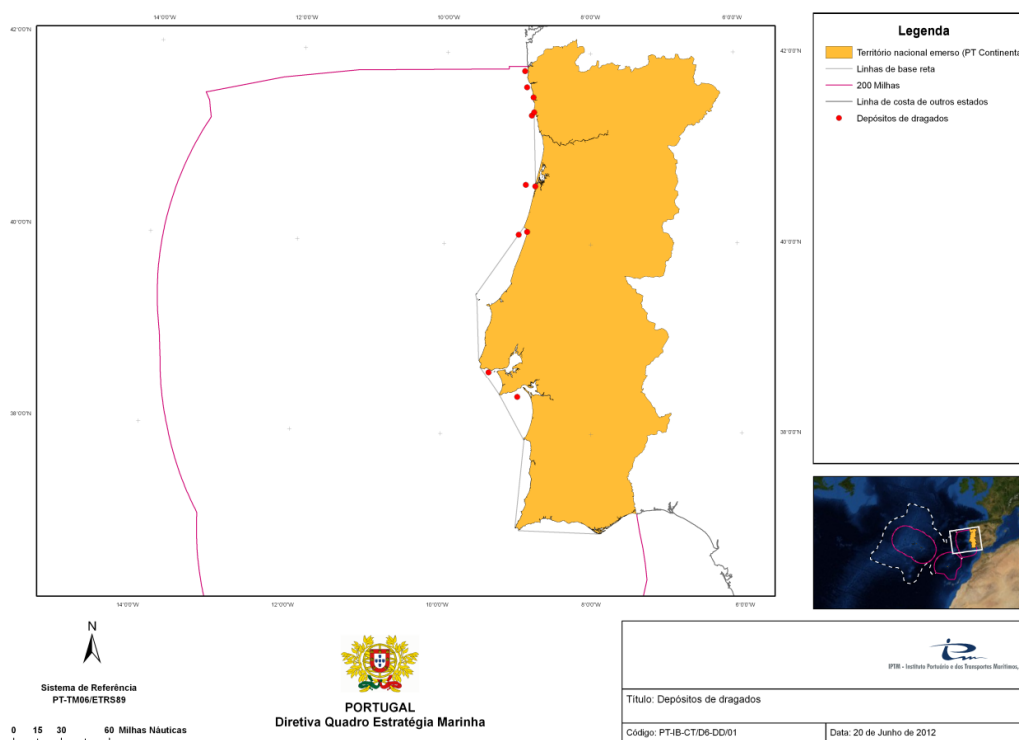 14°0'0"W
12°0'0"W
10°0'0"W
8°0'0"W
6°0'0"W
42°0'0"N
42°0'0"N
40°0'0"N
40°0'0"N
38°0'0"N
38°0'0"N
14°0'0"W
12°0'0"W
10°0'0"W
8°0'0"W
6°0'0"W
Legenda
Território nacional emerso (PT Continenta
Linhas de base reta
200 Milhas
Linha de costa de outros estados
Depósitos de dragados
N
Sistema de Referência
PT-TM06/ETRS89
0 15 30 60 Milhas Náuticas
PORTUGAL
Diretiva Quadro Estratégia Marinha
IPTM - Instituto Portuário e dos Transportes Marítimos,
Título: Depósitos de dragados
Código: PT-IB-CT/D6-DD/01
Data: 20 de Junho de 2012